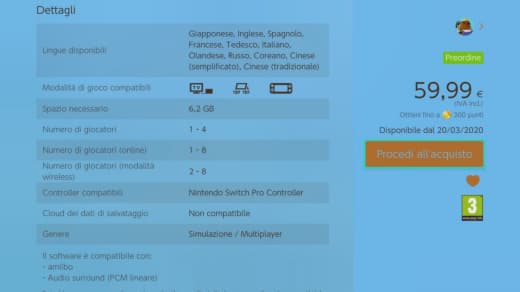 Dettagli
Lingue disponibili
Giapponese, Inglese, Spagnolo,
Francese, Tedesco, Italiano,
Olandese, Russo, Coreano, Cinese
(semplificato), Cinese (tradizionale)
Modalità di gioco compatibili
TV
Spazio necessario
6,2 GB
Numero di giocatori
1 - 4
Numero di giocatori (online)
1 - 8
Numero di giocatori (modalità
wireless)
2 - 8
Controller compatibili
Nintendo Switch Pro Controller
Cloud dei dati di salvataggio
Non compatibile
Genere
Simulazione / Multiplayer
Il software è compatibile con:
- amiibo
- Audio surround (PCM lineare)
Preordine
59,99 €
(IVA incl.)
Ottieni fino a 300 punti
Disponibile dal 20/03/2020
Procedi all'acquisto
3